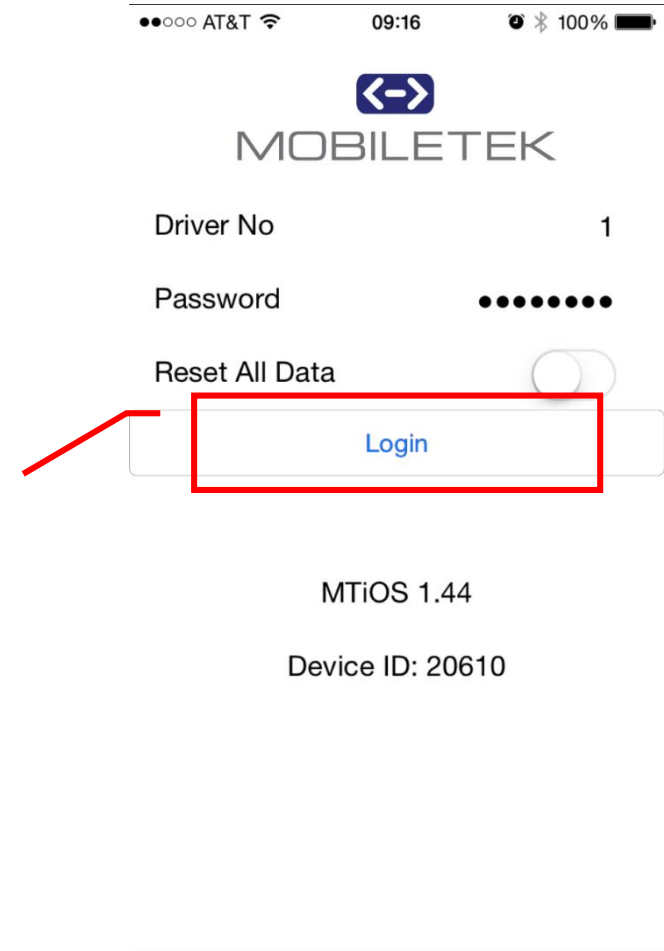 ●●○○○ AT&T 09:16 100%
MOBILETEK
Driver No 1
Password ●●●●●●●●
Reset All Data
Login
MTiOS 1.44
Device ID: 20610